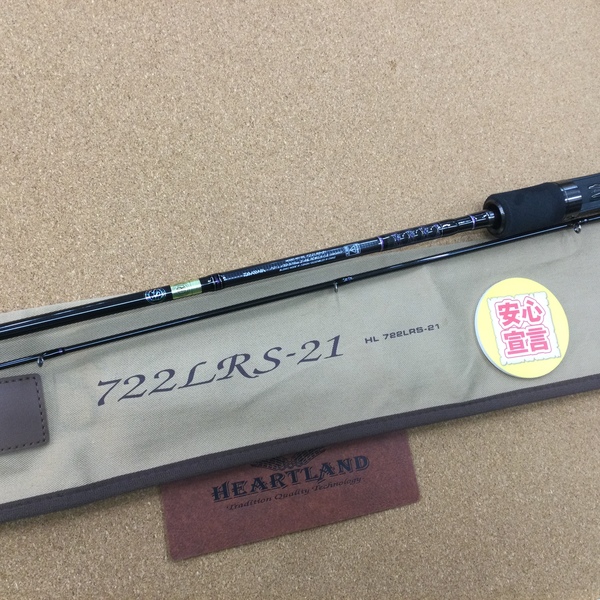 722LRS-21
HL 722LRS-21
安心
宣言
HEARTLAND
Tradition Quality Technology